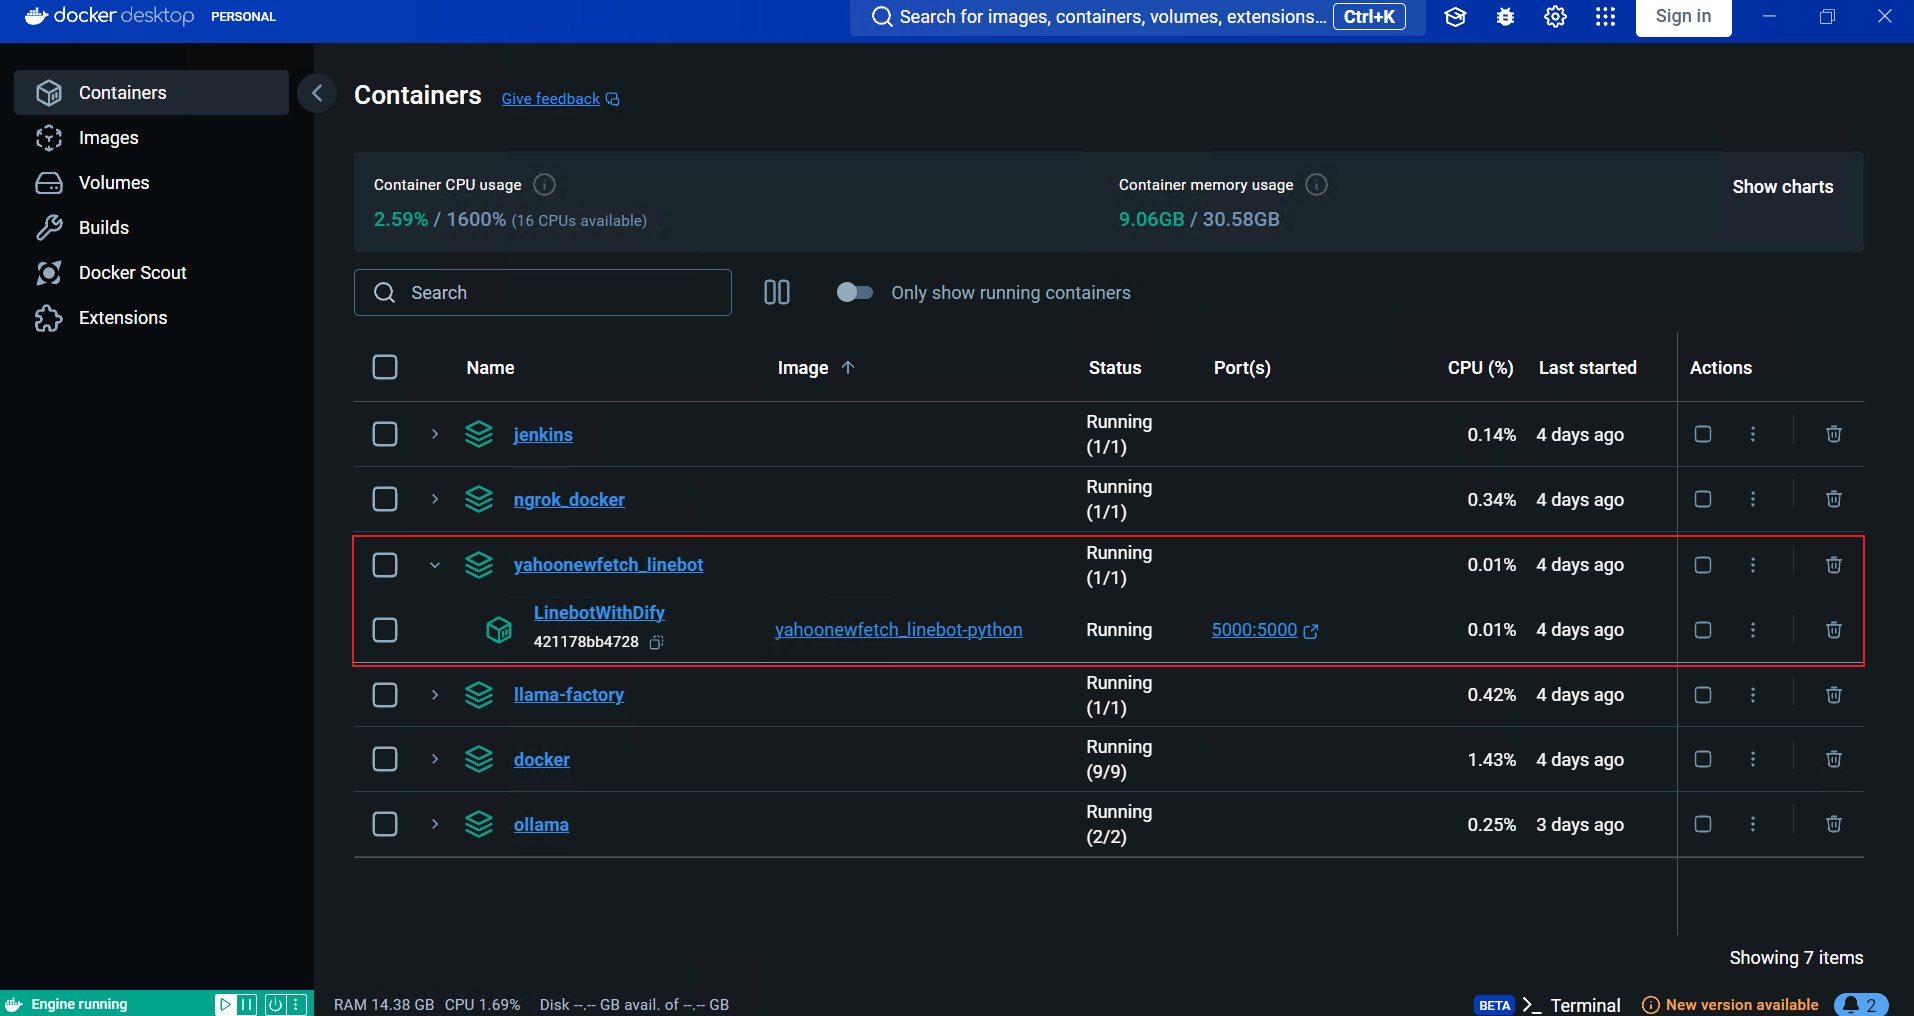 docker desktop PERSONAL
Search for images, containers, volumes, extensions... Ctrl+K
Sign in
Containers
Images
Volumes
Builds
Docker Scout
Extensions
Containers Give feedback
Container CPU usage
2.59% / 1600% (16 CPUs available)
Container memory usage
9.06GB / 30.58GB
Show charts
Search
Only show running containers
Name Image Status Port(s) CPU (%) Last started Actions
jenkins Running (1/1) 0.14% 4 days ago
ngrok_docker Running (1/1) 0.34% 4 days ago
yahoonewfetch_linebot Running (1/1) 0.01% 4 days ago
LinebotWithDify
421178bb4728
yahoonewfetch_linebot-python Running 5000:5000 0.01% 4 days ago
llama-factory Running (1/1) 0.42% 4 days ago
docker Running (9/9) 1.43% 4 days ago
ollama Running (2/2) 0.25% 3 days ago
Showing 7 items
Engine running
RAM 14.38 GB CPU 1.69% Disk --.-- GB avail. of --.-- GB
BETA >_ Terminal
New version available
2